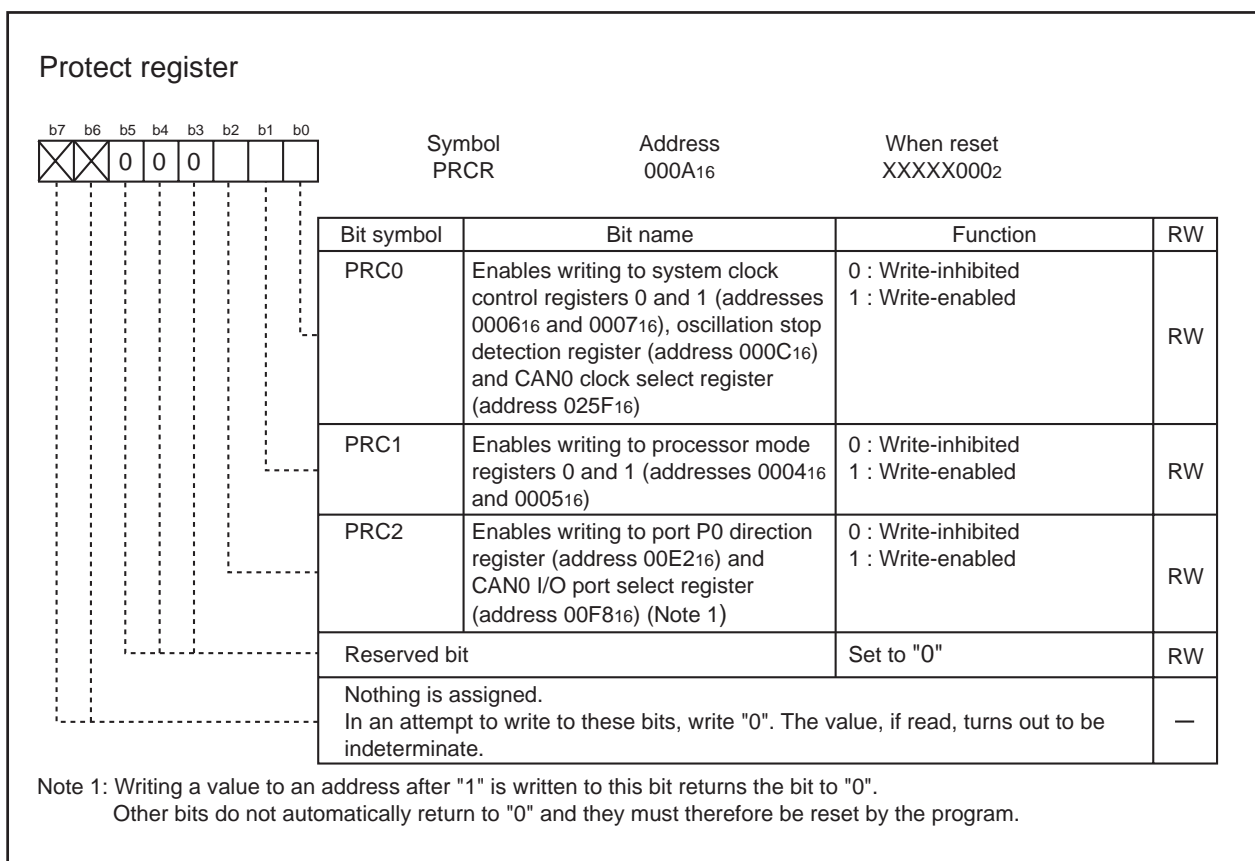 Protect register
b7 b6 b5 b4 b3 b2 b1 b0
0 0 0
Symbol Address When reset
PRCR 000A16 XXXXX0002
Bit symbol Bit name Function RW
PRC0 Enables writing to system clock 0 : Write-inhibited
control registers 0 and 1 (addresses 1 : Write-enabled
000616 and 000716), oscillation stop
detection register (address 000C16) RW
and CAN0 clock select register
(address 025F16)
PRC1 Enables writing to processor mode 0 : Write-inhibited
registers 0 and 1 (addresses 000416 1 : Write-enabled RW
and 000516)
PRC2 Enables writing to port P0 direction 0 : Write-inhibited
register (address 00E216) and 1 : Write-enabled
CAN0 I/O port select register RW
(address 00F816) (Note 1)
Reserved bit Set to "0" RW
Nothing is assigned.
In an attempt to write to these bits, write "0". The value, if read, turns out to be —
indeterminate.
Note 1: Writing a value to an address after "1" is written to this bit returns the bit to "0".
Other bits do not automatically return to "0" and they must therefore be reset by the program.